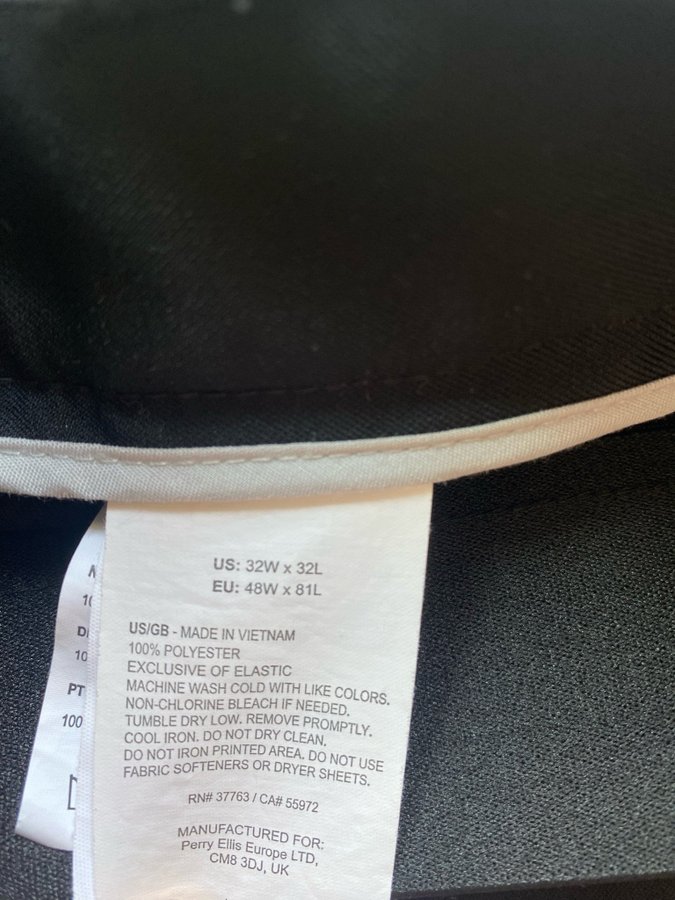 US: 32W x 32L
EU: 48W x 81L
US/GB - MADE IN VIETNAM
100% POLYESTER
EXCLUSIVE OF ELASTIC
MACHINE WASH COLD WITH LIKE COLORS.
NON-CHLORINE BLEACH IF NEEDED.
TUMBLE DRY LOW. REMOVE PROMPTLY.
COOL IRON. DO NOT DRY CLEAN.
DO NOT IRON PRINTED AREA. DO NOT USE
FABRIC SOFTENERS OR DRYER SHEETS.
RN# 37763 / CA# 55972
MANUFACTURED FOR:
Perry Ellis Europe LTD,
CM8 3DJ, UK
PT
100